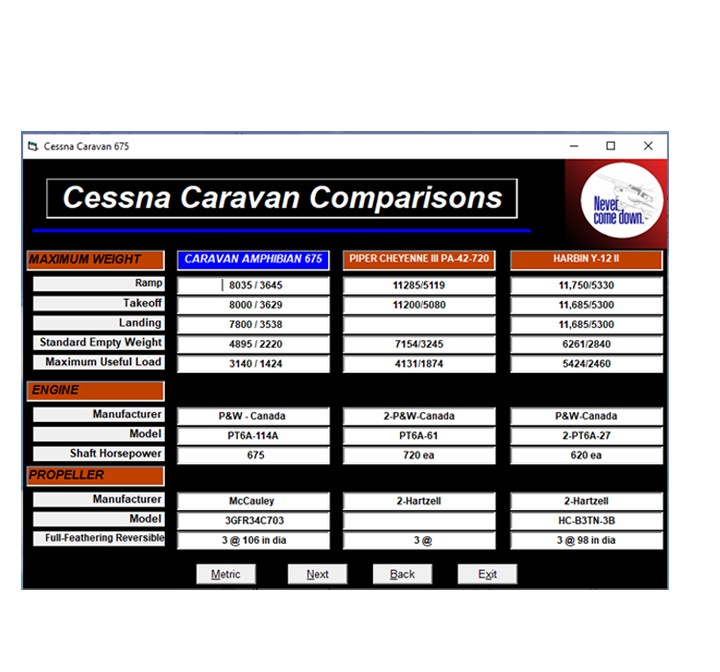 Cessna Caravan 675
Cessna Caravan Comparisons
Never
come down.
MAXIMUM WEIGHT CARAVAN AMPHIBIAN 675 PIPER CHEYENNE III PA-42-720 HARBIN Y-12 II
Ramp 8035 / 3645 11285/5119 11,750/5330
Takeoff 8000 / 3629 11200/5080 11,685/5300
Landing 7800 / 3538 11,685/5300
Standard Empty Weight 4895 / 2220 7154/3245 6261/2840
Maximum Useful Load 3140 / 1424 4131/1874 5424/2460
ENGINE
Manufacturer P&W - Canada 2-P&W-Canada P&W-Canada
Model PT6A-114A PT6A-61 2-PT6A-27
Shaft Horsepower 675 720 ea 620 ea
PROPELLER
Manufacturer McCauley 2-Hartzell 2-Hartzell
Model 3GFR34C703 HC-B3TN-3B
Full-Feathering Reversible 3 @ 106 in dia 3 @ 3 @ 98 in dia
Metric Next Back Exit